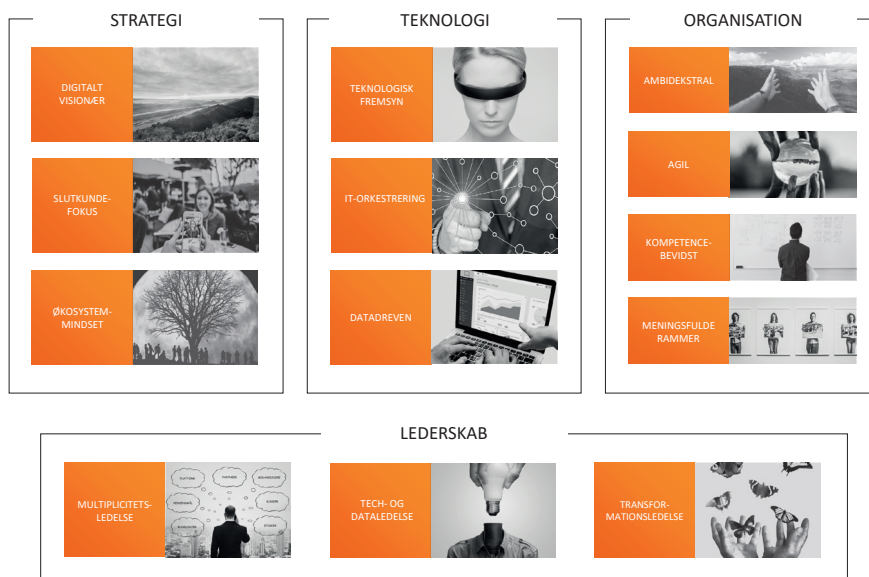 STRATEGI
DIGITALT
VISIONÆR
SLUTKUNDE-
FOKUS
ØKOSYSTEM-
MINDSET
TEKNOLOGI
TEKNOLOGISK
FREMSYN
IT-ORKESTRERING
DATADREVEN
ORGANISATION
AMBIDEKSTRAL
AGIL
KOMPETENCE-
BEVIDST
MENINGSFULDE
RAMMER
LEDERSKAB
MULTIPLICITETS-
LEDELSE
TECH- OG
DATALEDELSE
TRANSFOR-
MATIONSLEDELSE